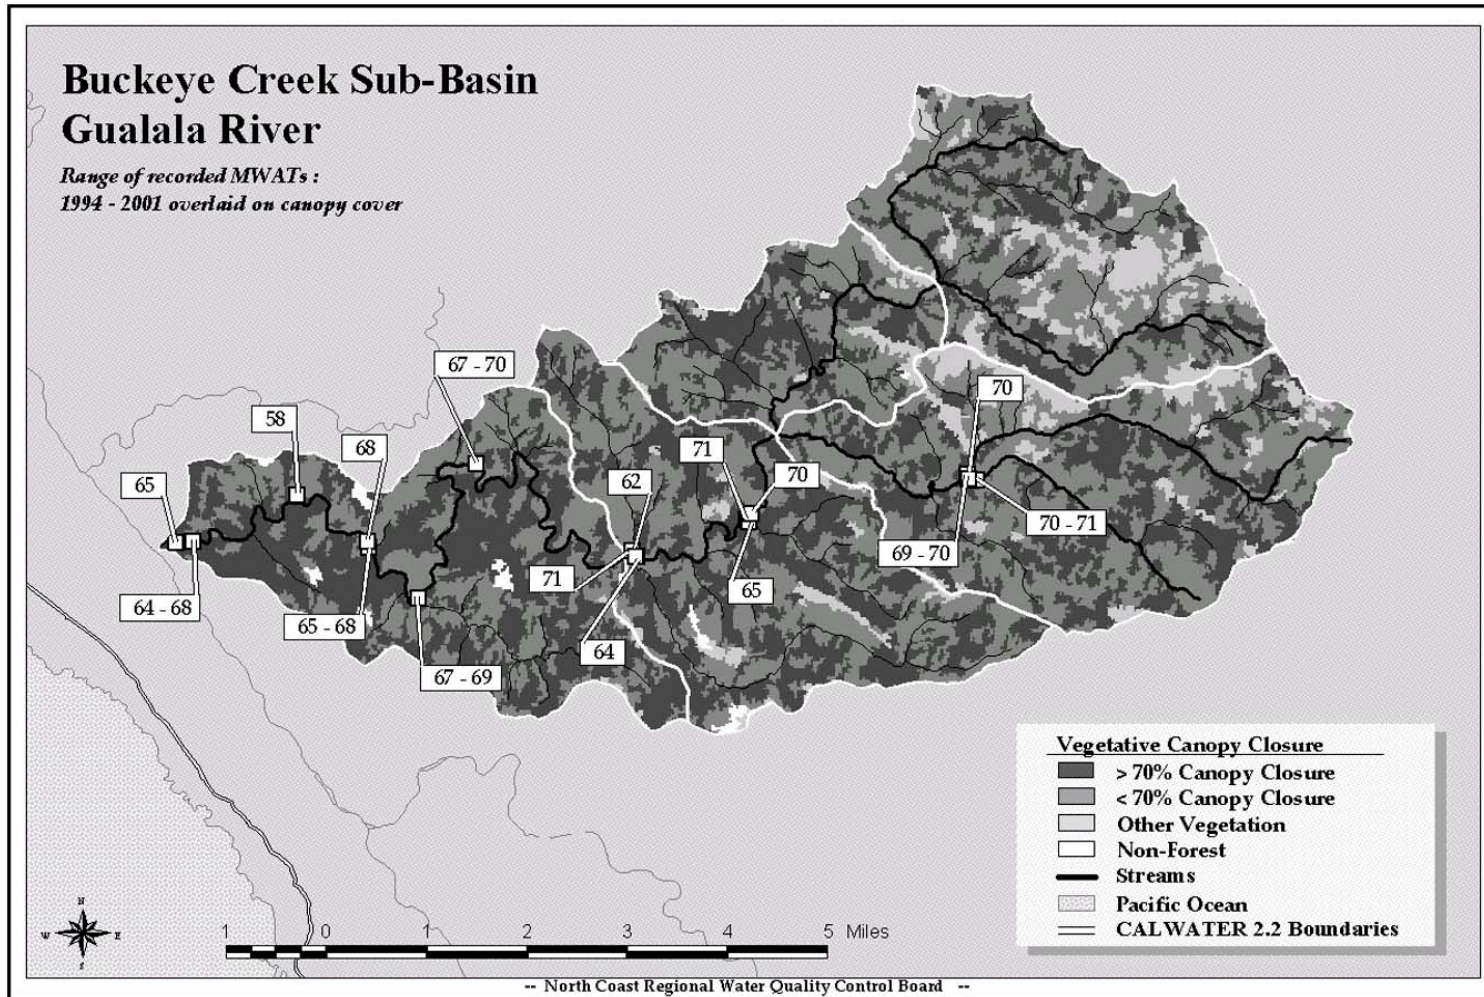 Buckeye Creek Sub-Basin
Gualala River
Range of recorded MWATs :
1994 - 2001 overlaid on canopy cover
67 - 70
58
68
65
62
71
70
70
70 - 71
69 - 70
71
65
64 - 68
65 - 68
64
67 - 69
Vegetative Canopy Closure
> 70% Canopy Closure
< 70% Canopy Closure
Other Vegetation
Non-Forest
Streams
Pacific Ocean
CALWATER 2.2 Boundaries
N
W E
S
1 0 1 2 3 4 5 Miles
-- North Coast Regional Water Quality Control Board --